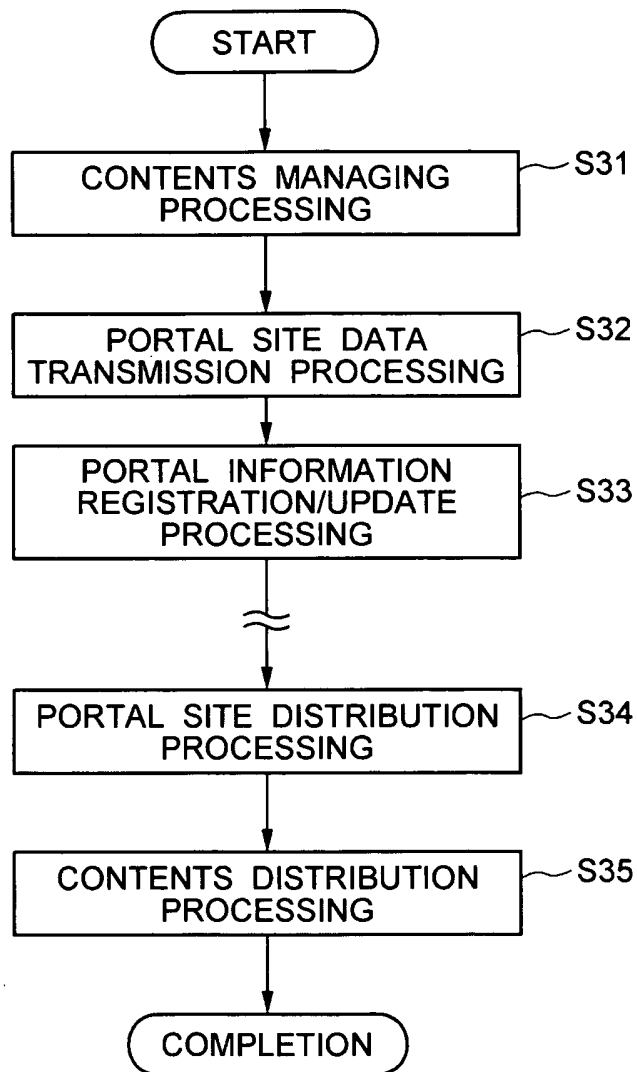 START
CONTENTS MANAGING
PROCESSING
S31
PORTAL SITE DATA
TRANSMISSION PROCESSING
S32
PORTAL INFORMATION
REGISTRATION/UPDATE
PROCESSING
S33
PORTAL SITE DISTRIBUTION
PROCESSING
S34
CONTENTS DISTRIBUTION
PROCESSING
S35
COMPLETION